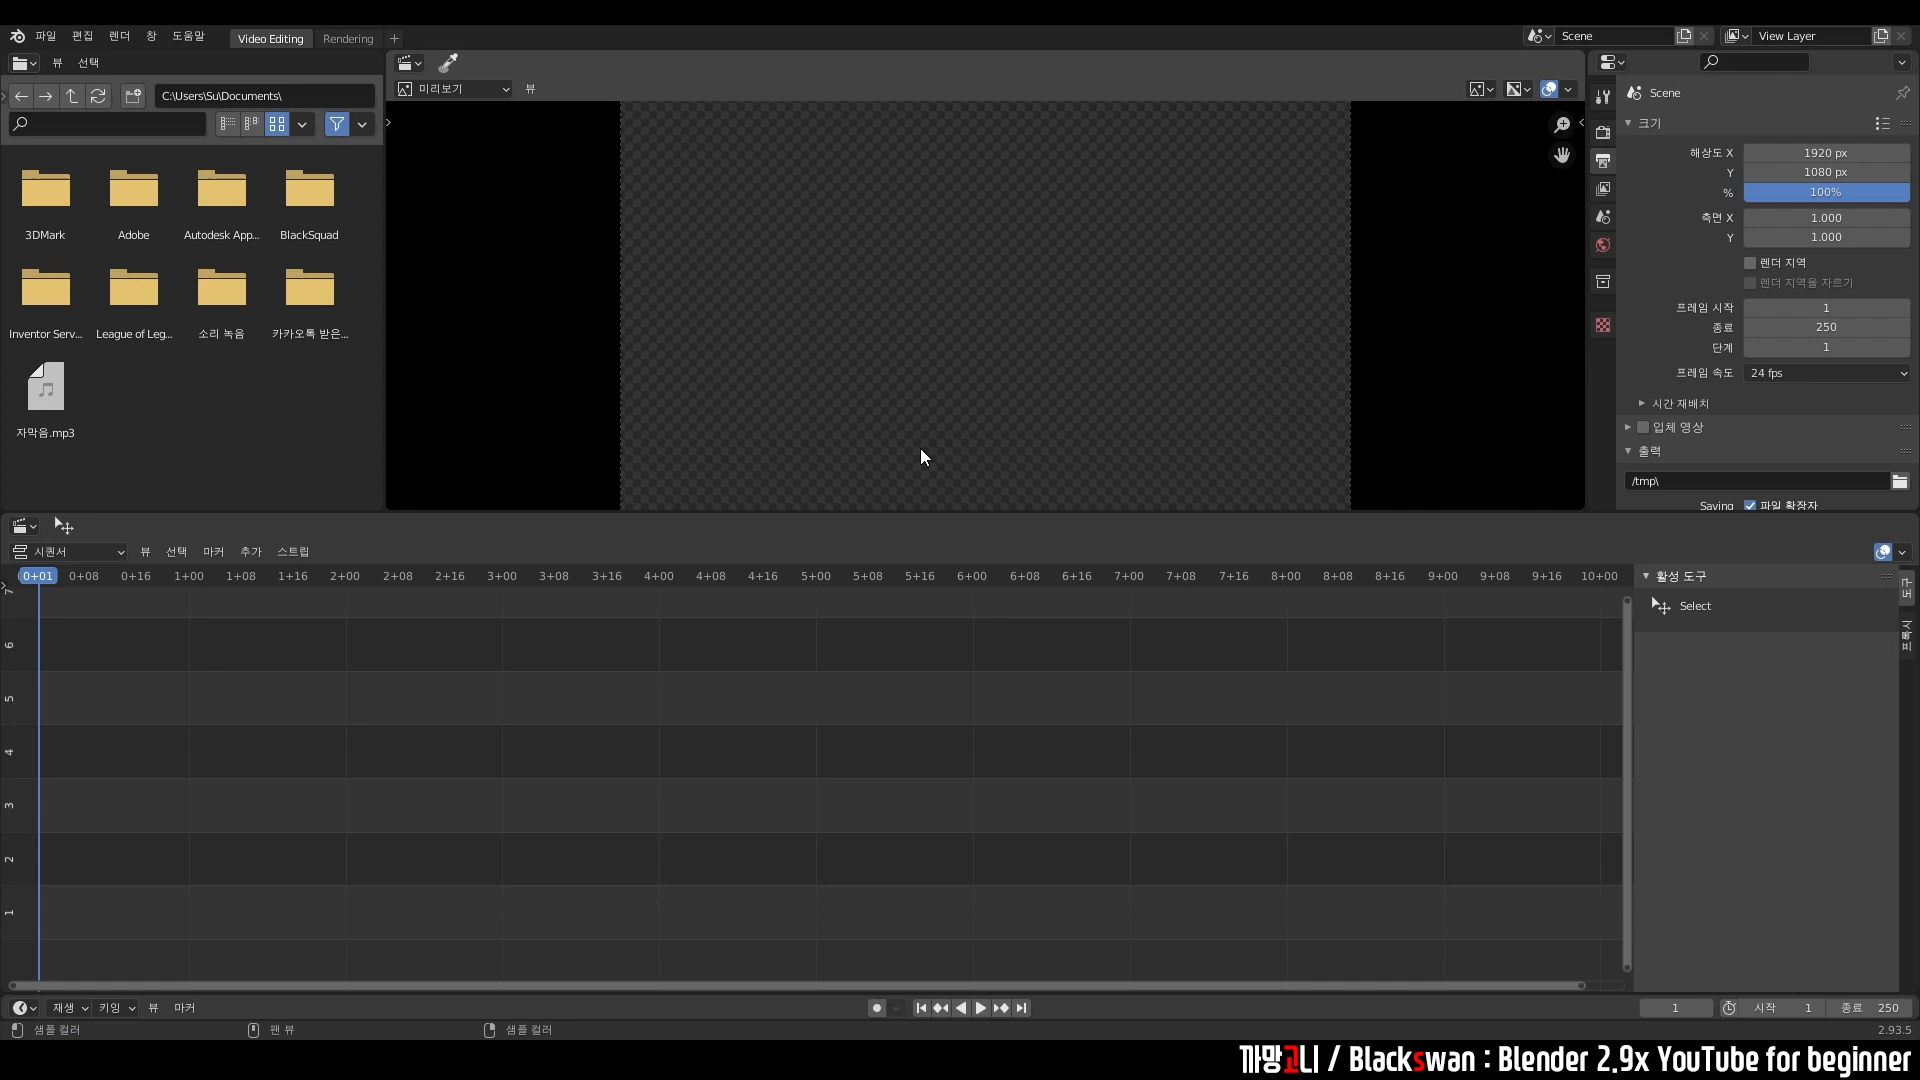 파일 편집 렌더 창 도움말 Video Editing Rendering Scene View Layer
뷰 선택
C:\Users\Su\Documents\
미리보기 뷰
3DMark Adobe Autodesk App... BlackSquad
Inventor Serv... League of Leg... 소리 녹음 카카오톡 받은...
자막음.mp3
Scene
크기
해상도 X 1920 px
Y 1080 px
% 100%
측면 X 1.000
Y 1.000
렌더 지역
렌더 지역을 자르기
프레임 시작 1
종료 250
단계 1
프레임 속도 24 fps
시간 재배치
입체 영상
출력
/tmp\
Saving 파일 확장자
시퀀서 뷰 선택 마커 추가 스트립
0+01 0+08 0+16 1+00 1+08 1+16 2+00 2+08 2+16 3+00 3+08 3+16 4+00 4+08 4+16 5+00 5+08 5+16 6+00 6+08 6+16 7+00 7+08 7+16 8+00 8+08 8+16 9+00 9+08 9+16 10+00
7
6
5
4
3
2
1
활성 도구
Select
도구
프록시
재생 키잉 뷰 마커 1 시작 1 종료 250
샘플 컬러 팬 뷰 샘플 컬러 2.93.5
까망고니 / Blackswan : Blender 2.9x YouTube for beginner